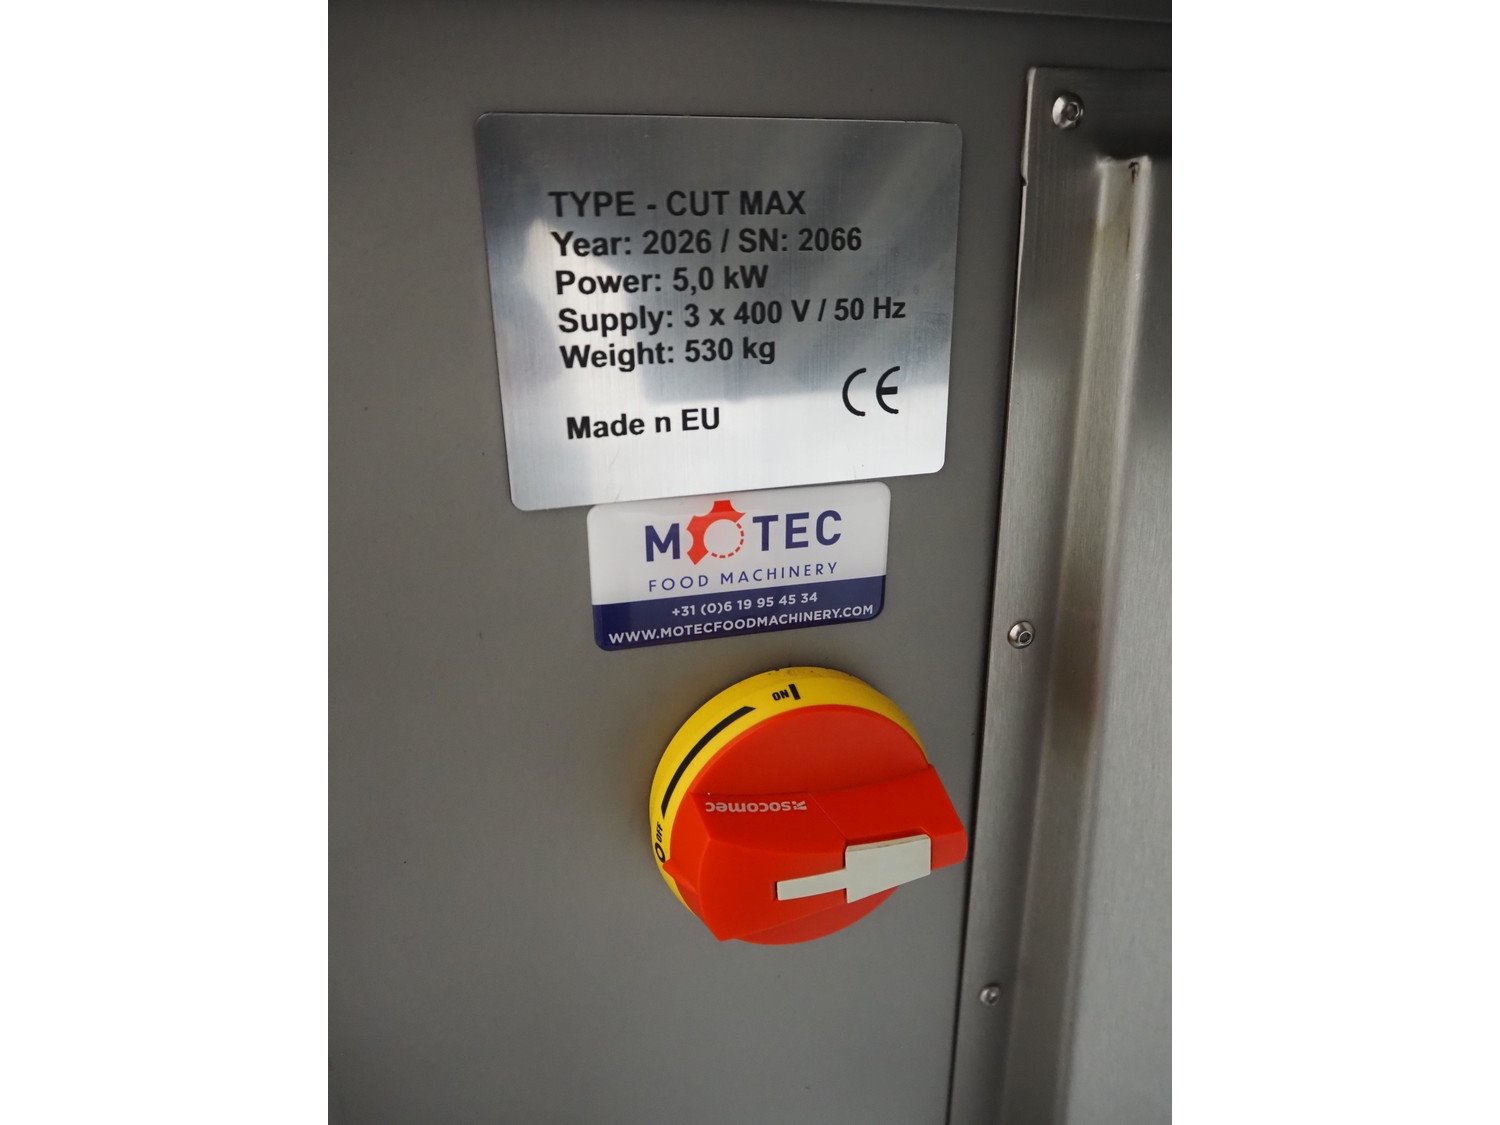 TYPE - CUT MAX
Year: 2026 / SN: 2066
Power: 5,0 kW
Supply: 3 x 400 V / 50 Hz
Weight: 530 kg
CE
Made n EU
MOTEC
FOOD MACHINERY
+31 (0)6 19 95 45 34
WWW.MOTECFOODMACHINERY.COM
ON I
socomec
O OFF